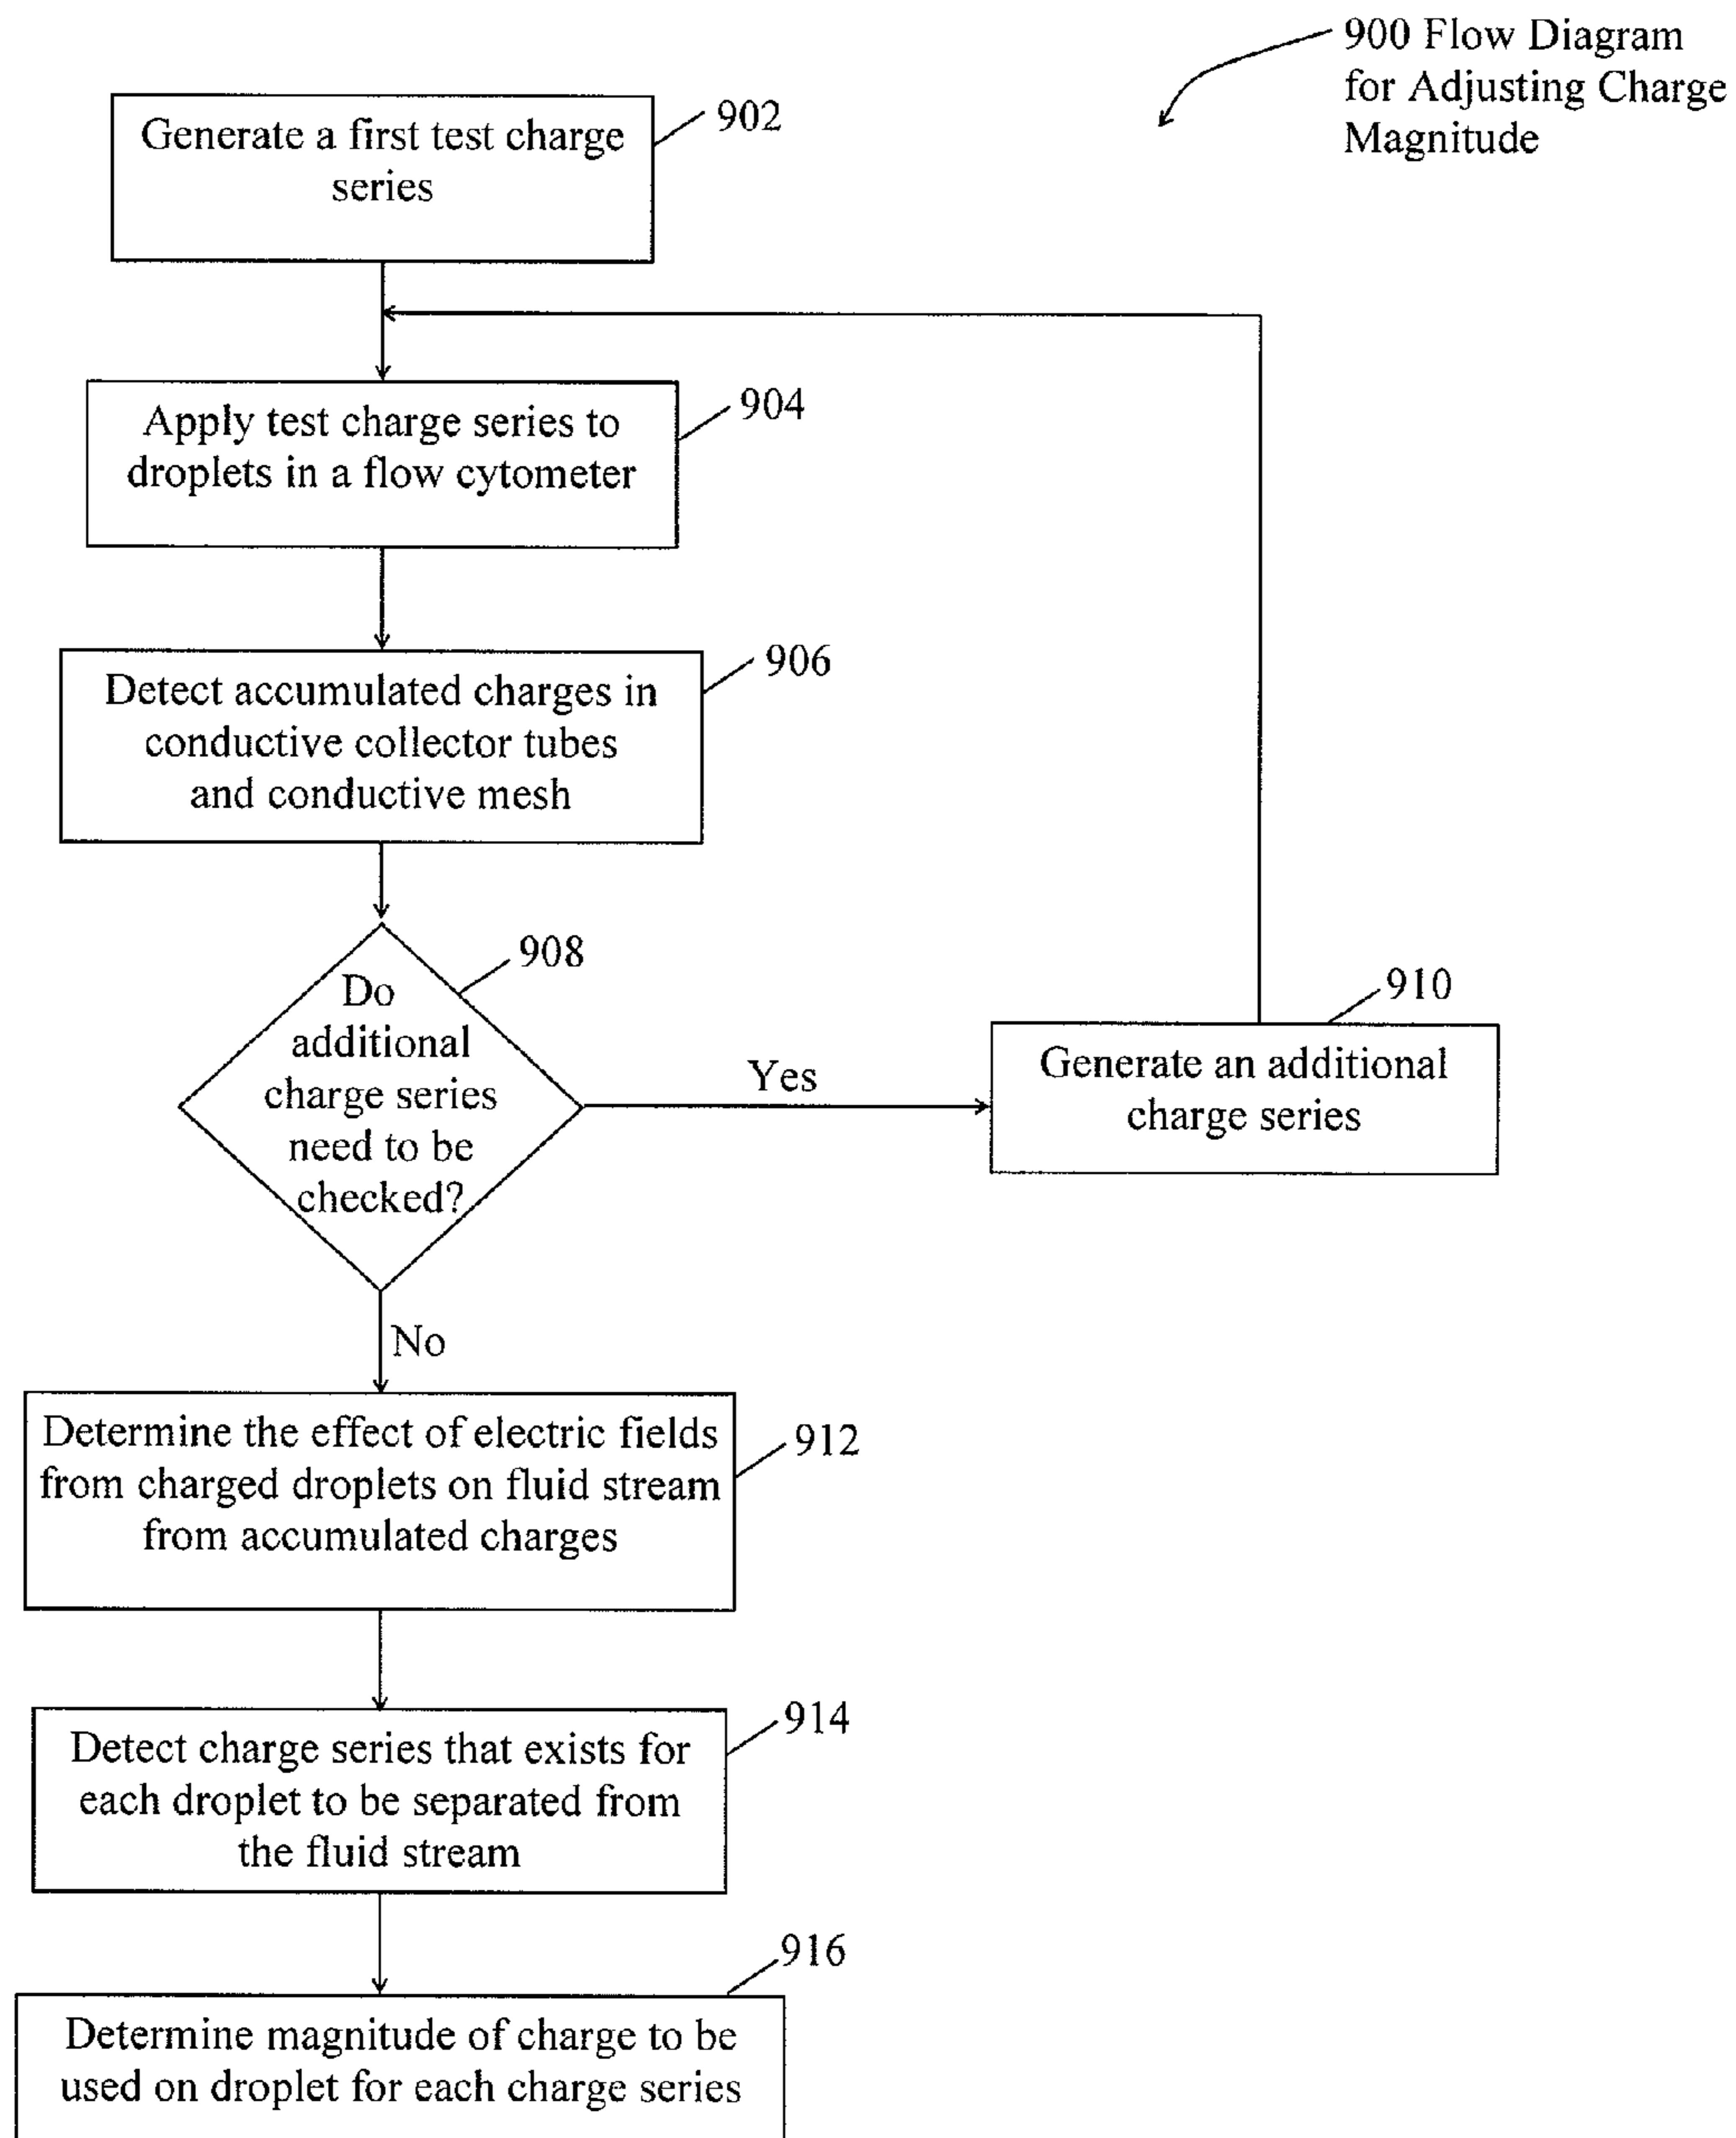 900 Flow Diagram
for Adjusting Charge
Magnitude
902
Generate a first test charge
series
904
Apply test charge series to
droplets in a flow cytometer
906
Detect accumulated charges in
conductive collector tubes
and conductive mesh
908
Do
additional
charge series
need to be
checked?
Yes
910
Generate an additional
charge series
No
912
Determine the effect of electric fields
from charged droplets on fluid stream
from accumulated charges
914
Detect charge series that exists for
each droplet to be separated from
the fluid stream
916
Determine magnitude of charge to be
used on droplet for each charge series